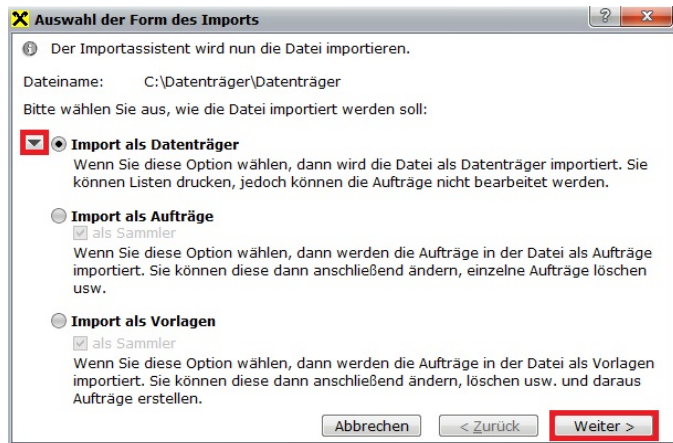 Auswahl der Form des Imports
Der Importassistent wird nun die Datei importieren.
Dateiname: C:\Datenträger\Datenträger
Bitte wählen Sie aus, wie die Datei importiert werden soll:
Import als Datenträger
Wenn Sie diese Option wählen, dann wird die Datei als Datenträger importiert. Sie
können Listen drucken, jedoch können die Aufträge nicht bearbeitet werden.
Import als Aufträge
als Sammler
Wenn Sie diese Option wählen, dann werden die Aufträge in der Datei als Aufträge
importiert. Sie können diese dann anschließend ändern, einzelne Aufträge löschen
usw.
Import als Vorlagen
als Sammler
Wenn Sie diese Option wählen, dann werden die Aufträge in der Datei als Vorlagen
importiert. Sie können diese dann anschließend ändern, löschen usw. und daraus
Aufträge erstellen.
Abbrechen < Zurück Weiter >